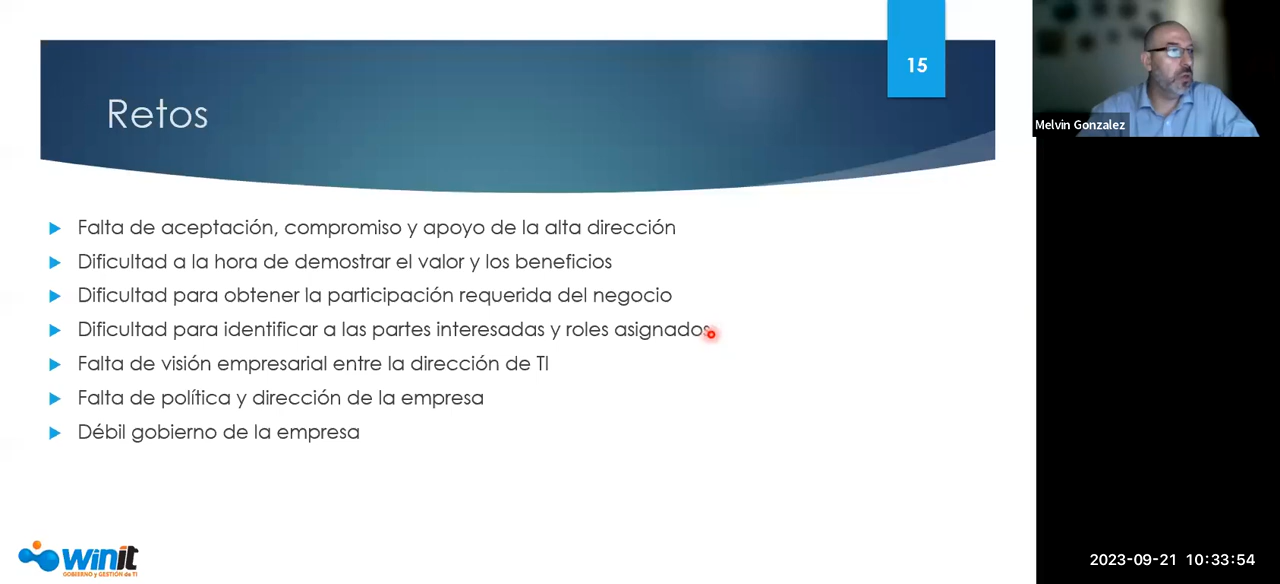 15
Retos
Falta de aceptación, compromiso y apoyo de la alta dirección
Dificultad a la hora de demostrar el valor y los beneficios
Dificultad para obtener la participación requerida del negocio
Dificultad para identificar a las partes interesadas y roles asignados
Falta de visión empresarial entre la dirección de TI
Falta de política y dirección de la empresa
Débil gobierno de la empresa
winit
GOBIERNO y GESTIÓN de TI
Melvin Gonzalez
2023-09-21 10:33:54